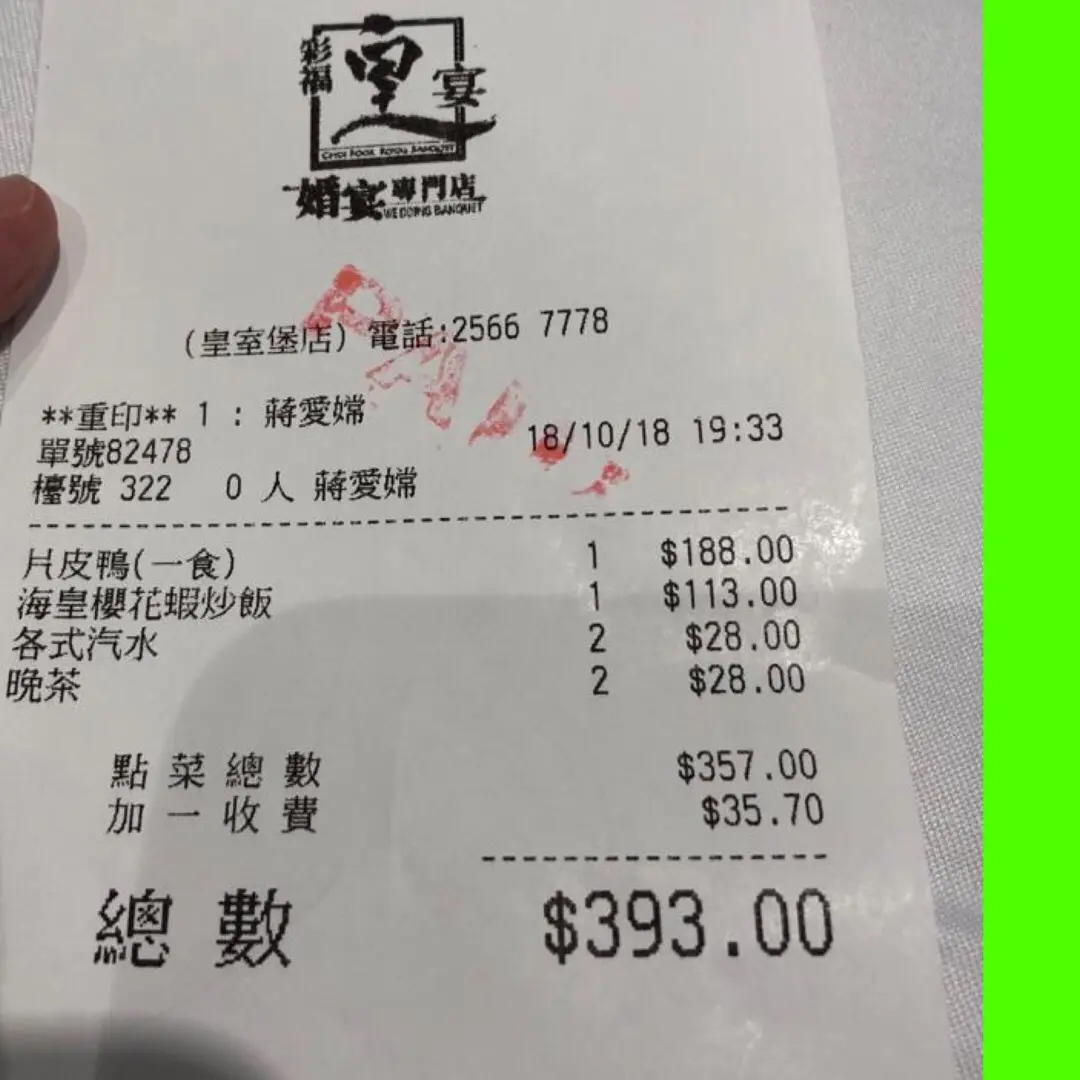 彩福 皇 宴
CHOI FOOK ROYAL BANQUET
婚宴專門店
WEDDING BANQUET
PAID
(皇室堡店) 電話:2566 7778
**重印** 1 : 蔣愛嫦
單號82478 18/10/18 19:33
檯號 322 0 人 蔣愛嫦
片皮鴨(一食) 1 $188.00
海皇櫻花蝦炒飯 1 $113.00
各式汽水 2 $28.00
晚茶 2 $28.00
點菜總數 $357.00
加一收費 $35.70
總數 $393.00